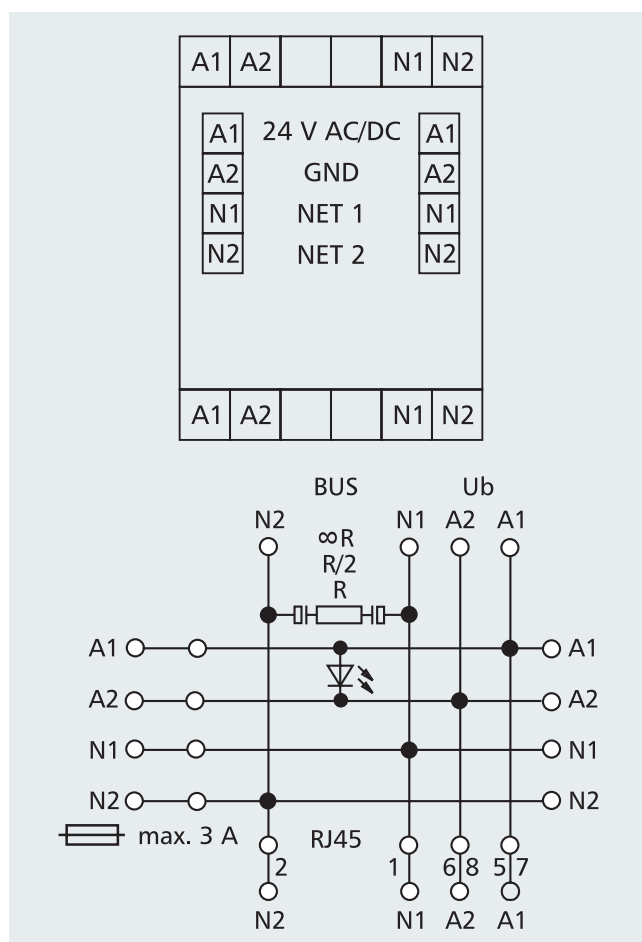 A1 A2 N1 N2
A1 24 V AC/DC A1
A2 GND A2
N1 NET 1 N1
N2 NET 2 N2
A1 A2 N1 N2
BUS Ub
N2 N1 A2 A1
∞R
R/2
R
A1 A1
A2 A2
N1 N1
N2 N2
max. 3 A RJ45
2 1 6 8 5 7
N2 N1 A2 A1